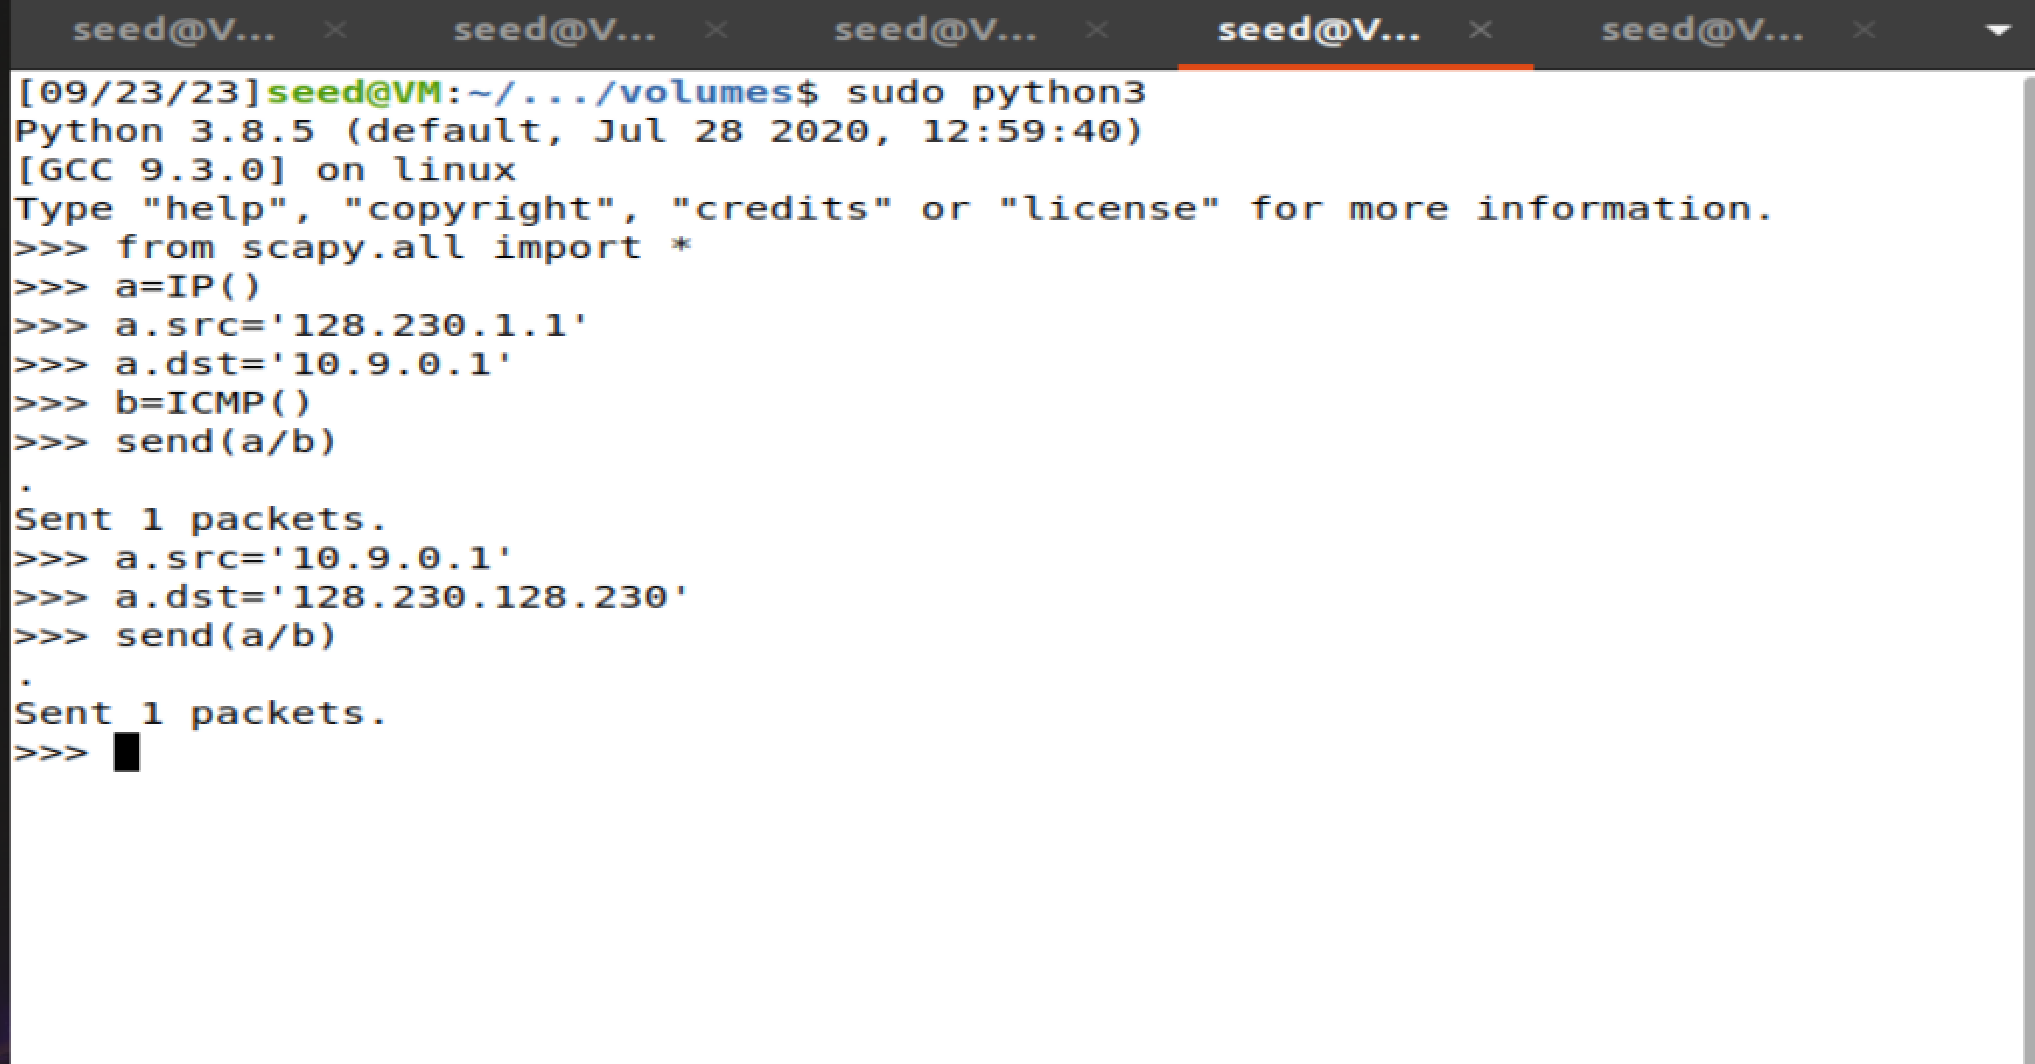 seed@V... × seed@V... × seed@V... × seed@V... × seed@V... ×
[09/23/23]seed@VM:~/.../volumes$ sudo python3
Python 3.8.5 (default, Jul 28 2020, 12:59:40)
[GCC 9.3.0] on linux
Type "help", "copyright", "credits" or "license" for more information.
>>> from scapy.all import *
>>> a=IP()
>>> a.src='128.230.1.1'
>>> a.dst='10.9.0.1'
>>> b=ICMP()
>>> send(a/b)
.
Sent 1 packets.
>>> a.src='10.9.0.1'
>>> a.dst='128.230.128.230'
>>> send(a/b)
.
Sent 1 packets.
>>>